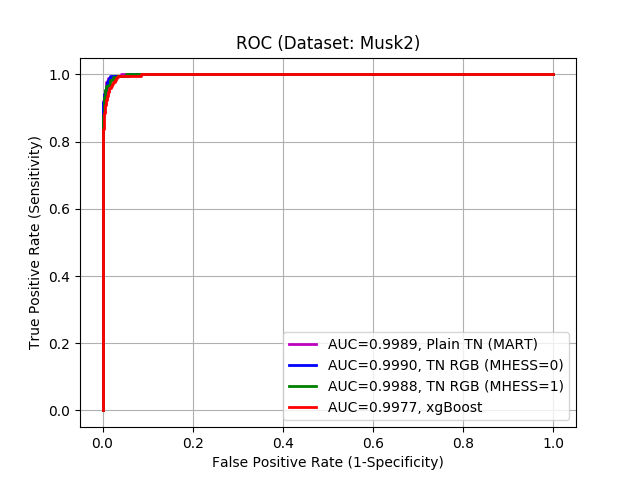 ROC (Dataset: Musk2)
True Positive Rate (Sensitivity)
1.0
0.8
0.6
0.4
0.2
0.0
AUC=0.9989, Plain TN (MART)
AUC=0.9990, TN RGB (MHESS=0)
AUC=0.9988, TN RGB (MHESS=1)
AUC=0.9977, xgBoost
0.0 0.2 0.4 0.6 0.8 1.0
False Positive Rate (1-Specificity)